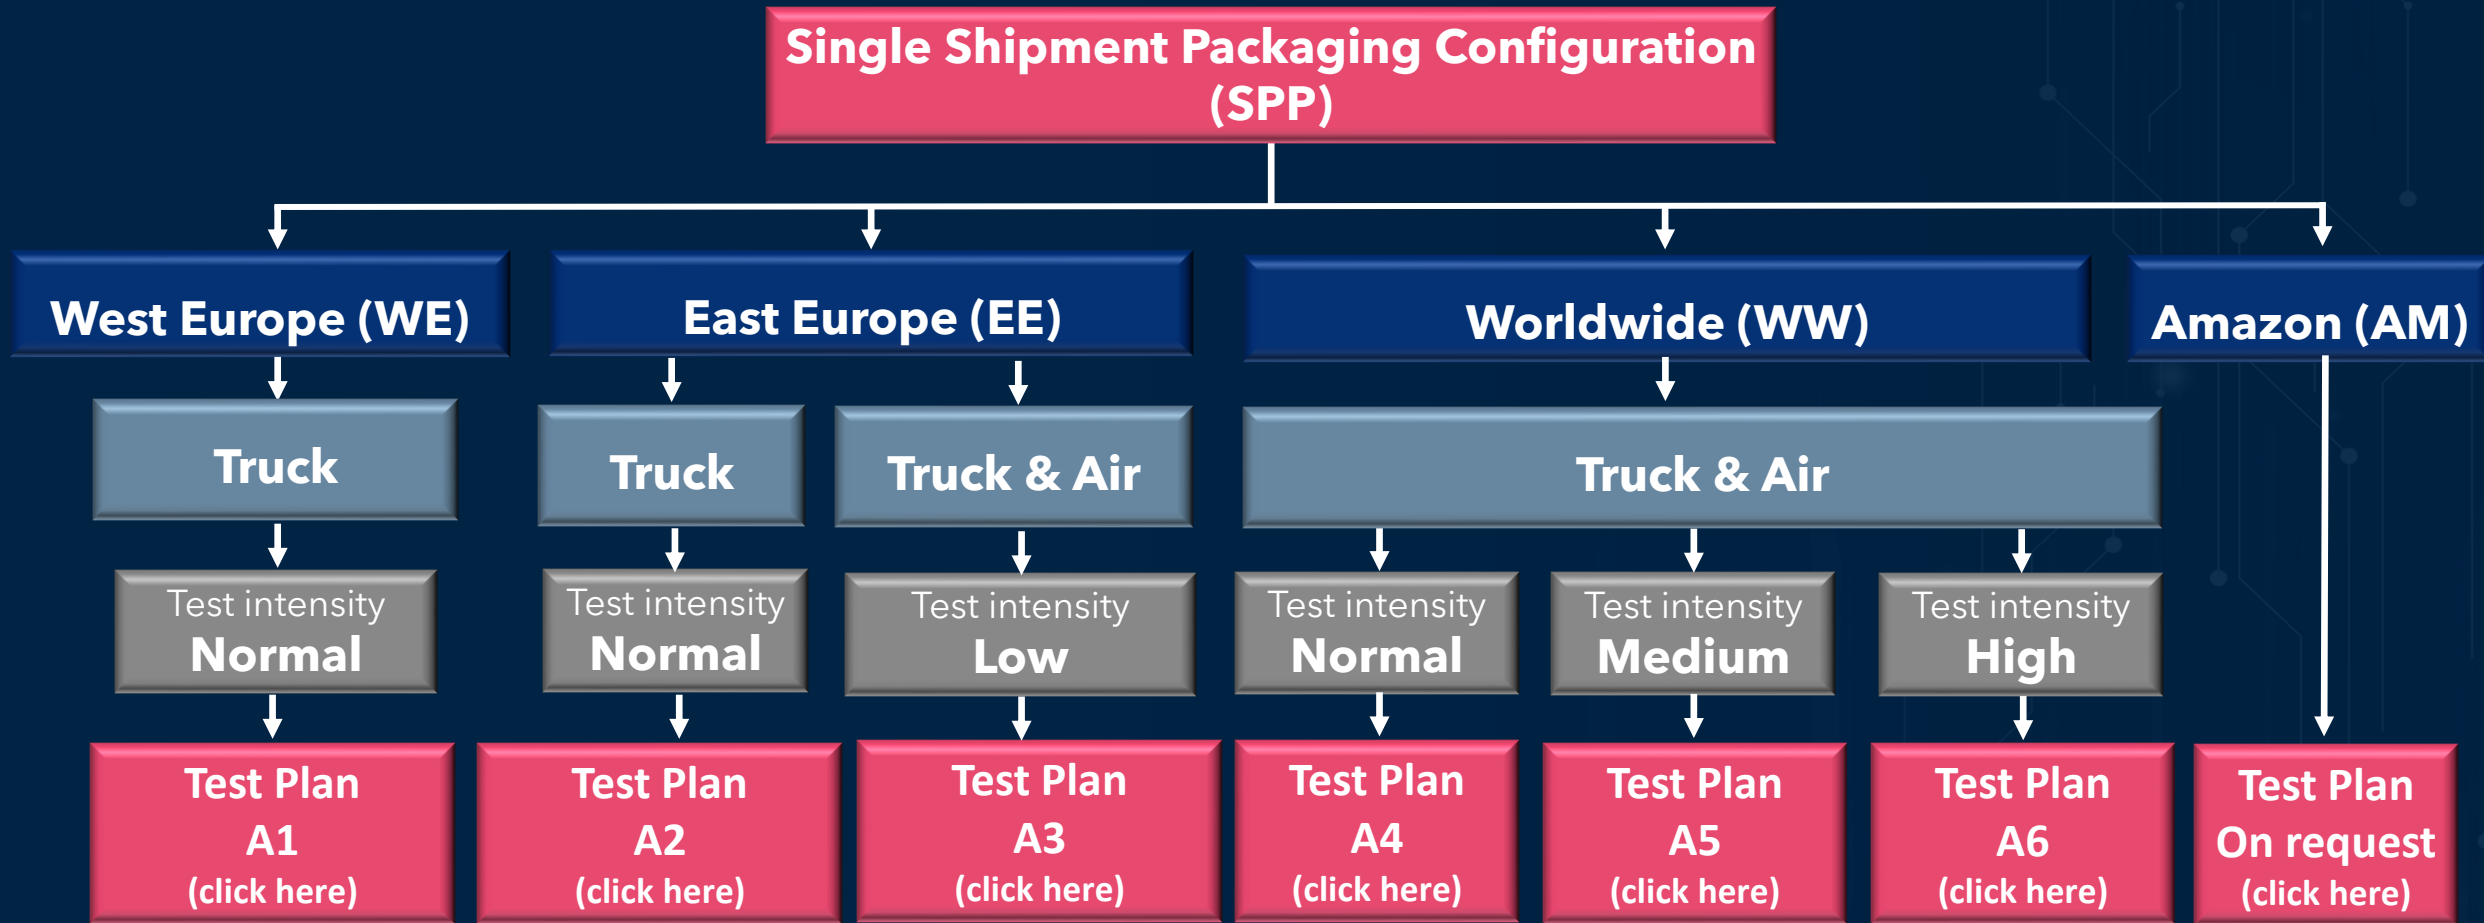 Single Shipment Packaging Configuration
(SPP)
West Europe (WE)
East Europe (EE)
Worldwide (WW)
Amazon (AM)
Truck
Truck
Truck & Air
Truck & Air
Test intensity
Normal
Test intensity
Normal
Test intensity
Low
Test intensity
Normal
Test intensity
Medium
Test intensity
High
Test Plan
A1
(click here)
Test Plan
A2
(click here)
Test Plan
A3
(click here)
Test Plan
A4
(click here)
Test Plan
A5
(click here)
Test Plan
A6
(click here)
Test Plan
On request
(click here)